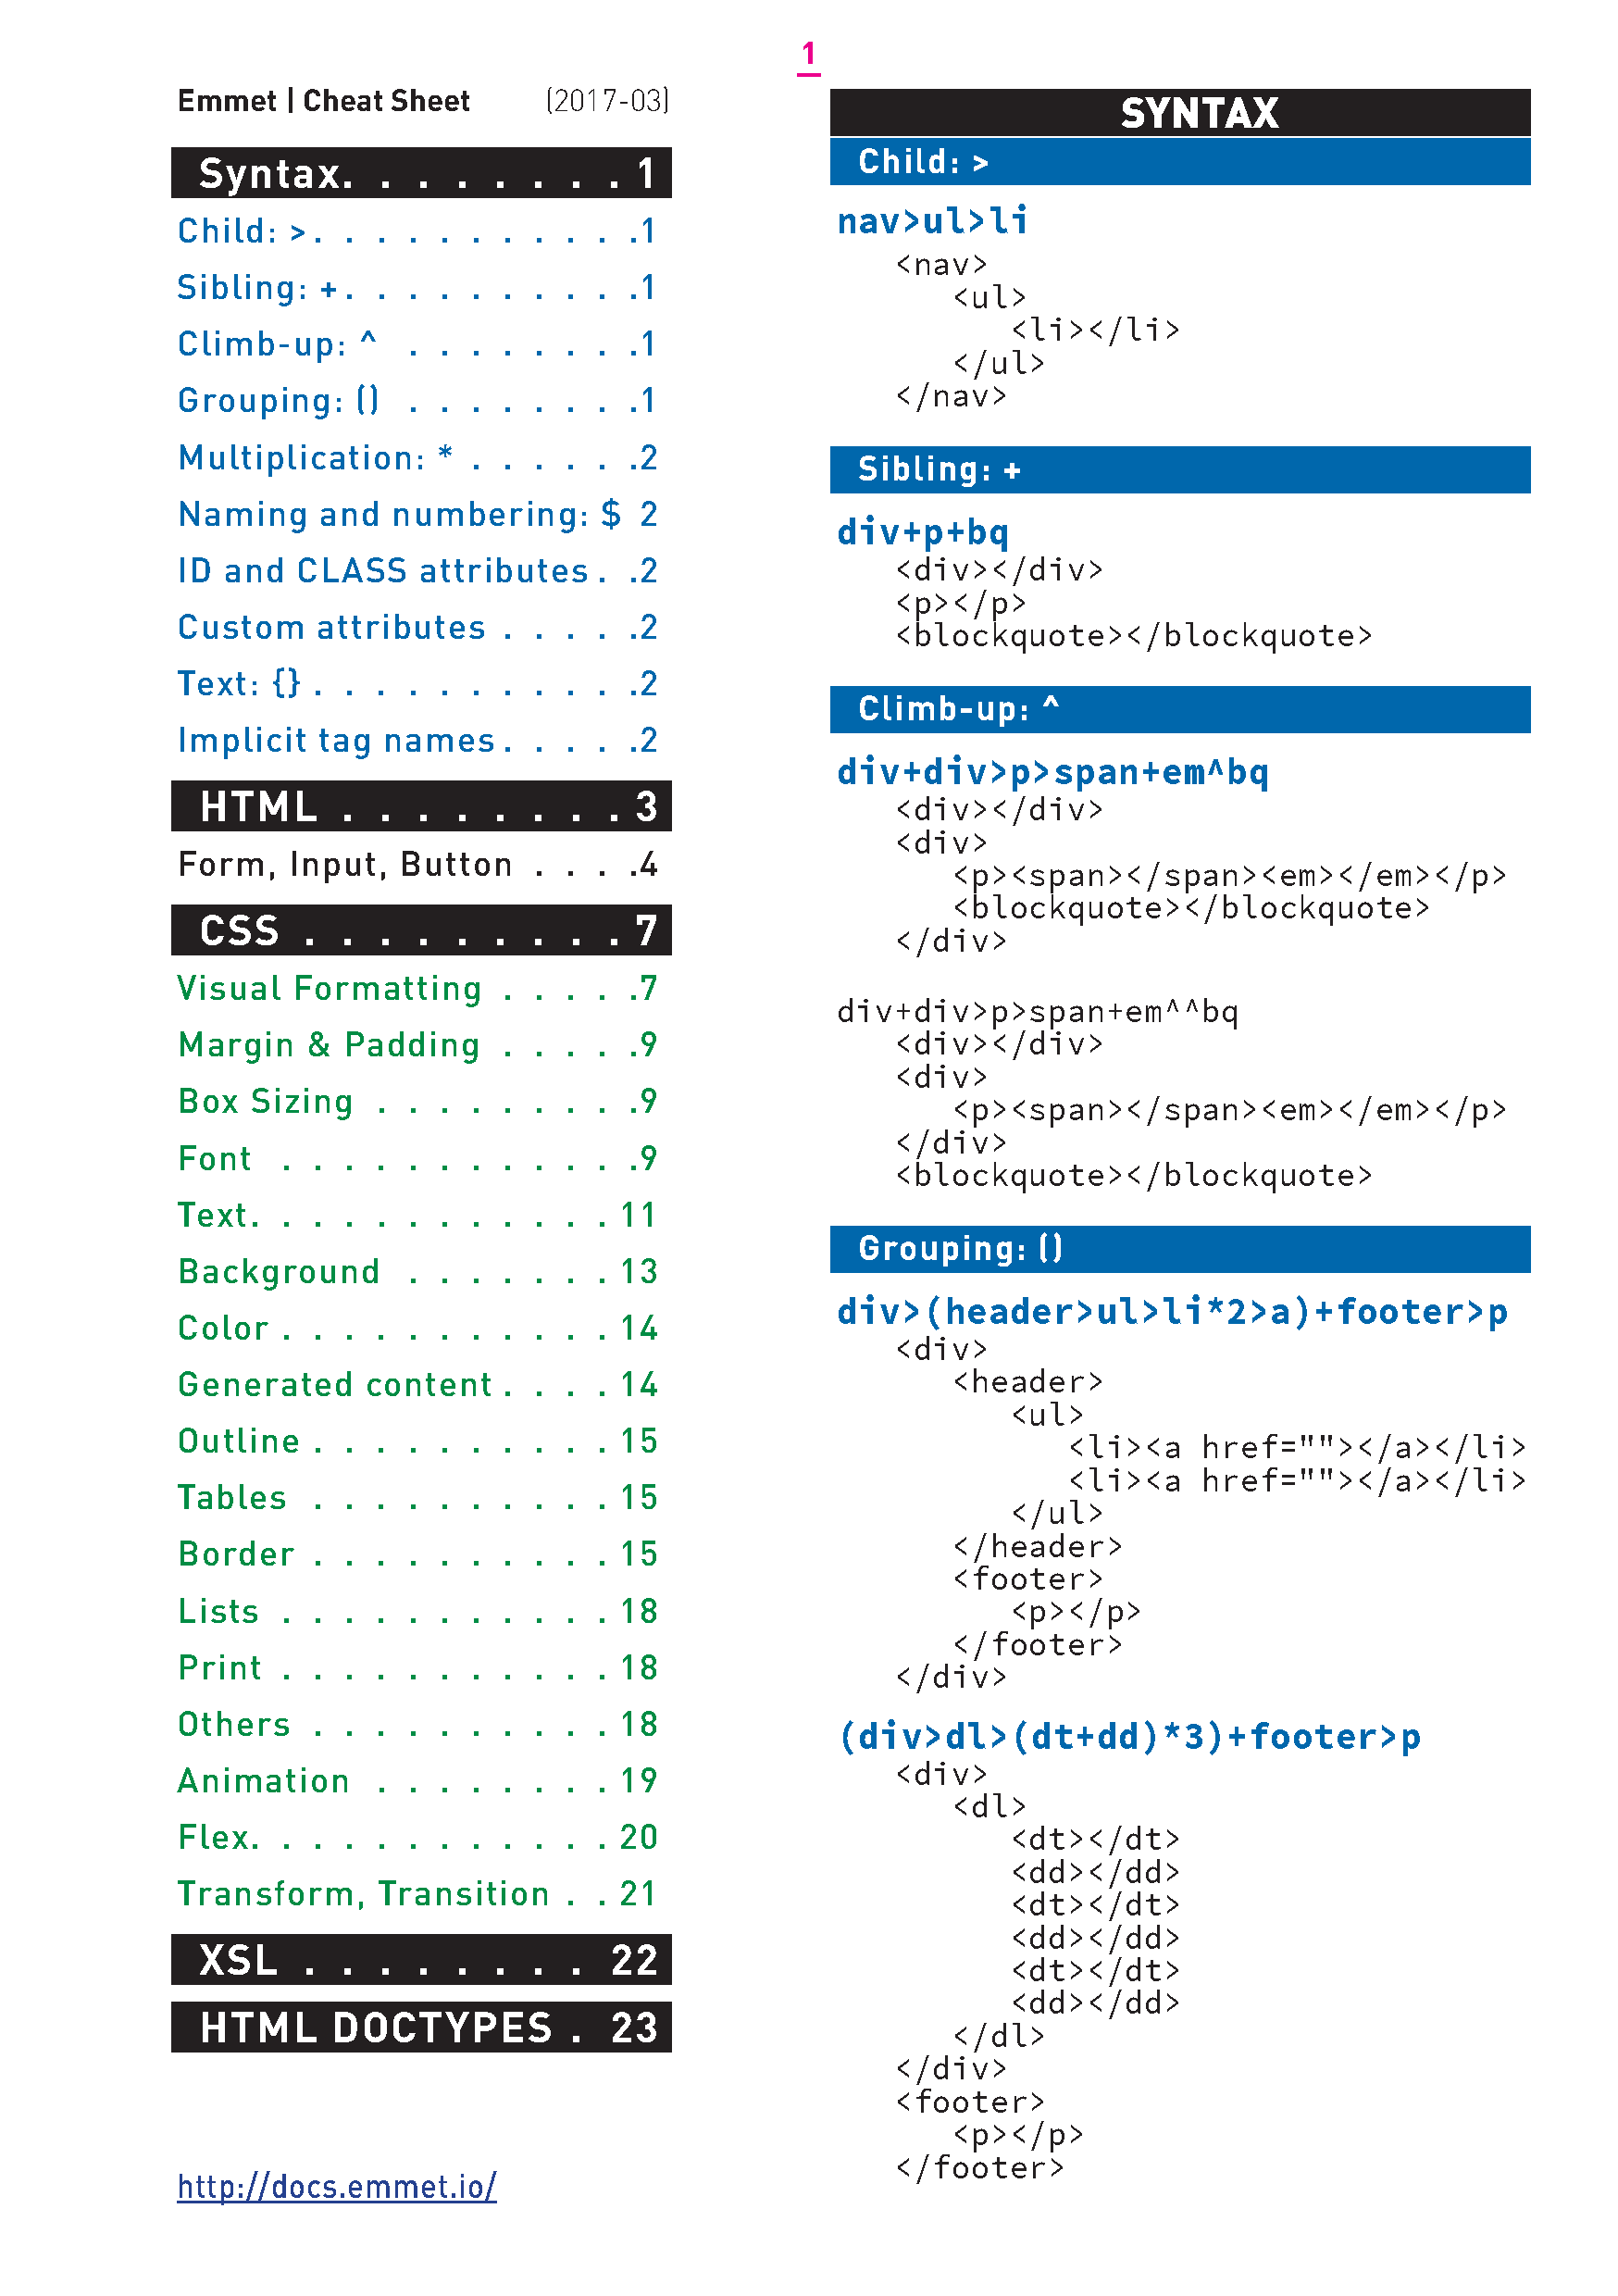 1
Emmet | Cheat Sheet (2017-03)
Syntax. . . . . . . . 1
Child: > . . . . . . . . . . .1
Sibling: + . . . . . . . . . .1
Climb-up: ^ . . . . . . . .1
Grouping: () . . . . . . . .1
Multiplication: * . . . . . .2
Naming and numbering: $ 2
ID and CLASS attributes . .2
Custom attributes . . . . .2
Text: {} . . . . . . . . . . .2
Implicit tag names . . . . .2
HTML . . . . . . . . 3
Form, Input, Button . . . .4
CSS . . . . . . . . . 7
Visual Formatting . . . . .7
Margin & Padding . . . . .9
Box Sizing . . . . . . . . .9
Font . . . . . . . . . . . .9
Text. . . . . . . . . . . . 11
Background . . . . . . . 13
Color . . . . . . . . . . . 14
Generated content . . . . 14
Outline . . . . . . . . . . 15
Tables . . . . . . . . . . 15
Border . . . . . . . . . . 15
Lists . . . . . . . . . . . 18
Print . . . . . . . . . . . 18
Others . . . . . . . . . . 18
Animation . . . . . . . . 19
Flex. . . . . . . . . . . . 20
Transform, Transition . . 21
XSL . . . . . . . . 22
HTML DOCTYPES . 23
http://docs.emmet.io/
SYNTAX
Child: >
nav>ul>li
<nav>
<ul>
<li></li>
</ul>
</nav>
Sibling: +
div+p+bq
<div></div>
<p></p>
<blockquote></blockquote>
Climb-up: ^
div+div>p>span+em^bq
<div></div>
<div>
<p><span></span><em></em></p>
<blockquote></blockquote>
</div>
div+div>p>span+em^^bq
<div></div>
<div>
<p><span></span><em></em></p>
</div>
<blockquote></blockquote>
Grouping: ()
div>(header>ul>li*2>a)+footer>p
<div>
<header>
<ul>
<li><a href=""></a></li>
<li><a href=""></a></li>
</ul>
</header>
<footer>
<p></p>
</footer>
</div>
(div>dl>(dt+dd)*3)+footer>p
<div>
<dl>
<dt></dt>
<dd></dd>
<dt></dt>
<dd></dd>
<dt></dt>
<dd></dd>
</dl>
</div>
<footer>
<p></p>
</footer>